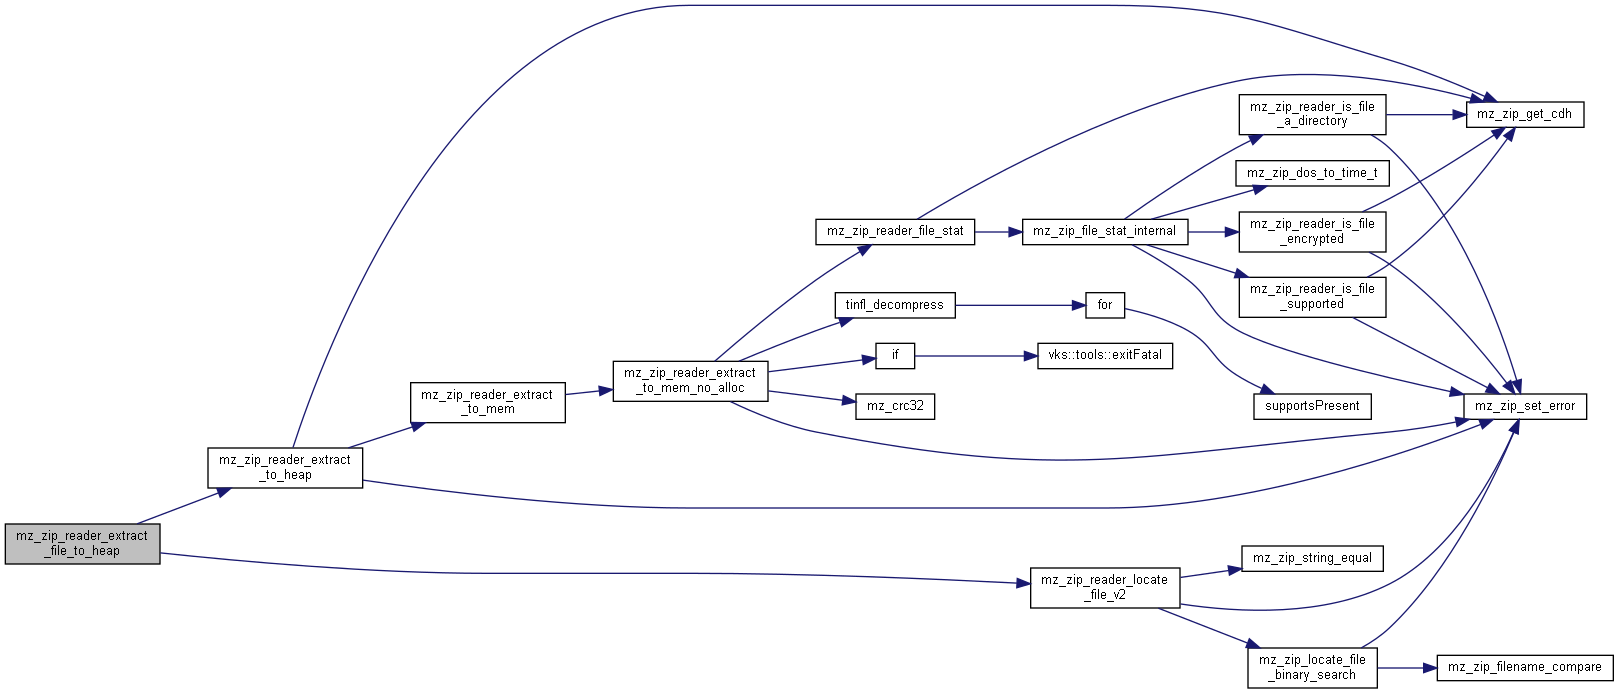 mz_zip_reader_extract
_file_to_heap
mz_zip_reader_extract
_to_heap
mz_zip_reader_extract
_to_mem
mz_zip_reader_extract
_to_mem_no_alloc
mz_zip_reader_file_stat
tinfl_decompress
if
mz_crc32
mz_zip_file_stat_internal
for
vks::tools::exitFatal
mz_zip_reader_locate
_file_v2
mz_zip_reader_is_file
_a_directory
mz_zip_dos_to_time_t
mz_zip_reader_is_file
_encrypted
mz_zip_reader_is_file
_supported
supportsPresent
mz_zip_string_equal
mz_zip_locate_file
_binary_search
mz_zip_get_cdh
mz_zip_set_error
mz_zip_filename_compare